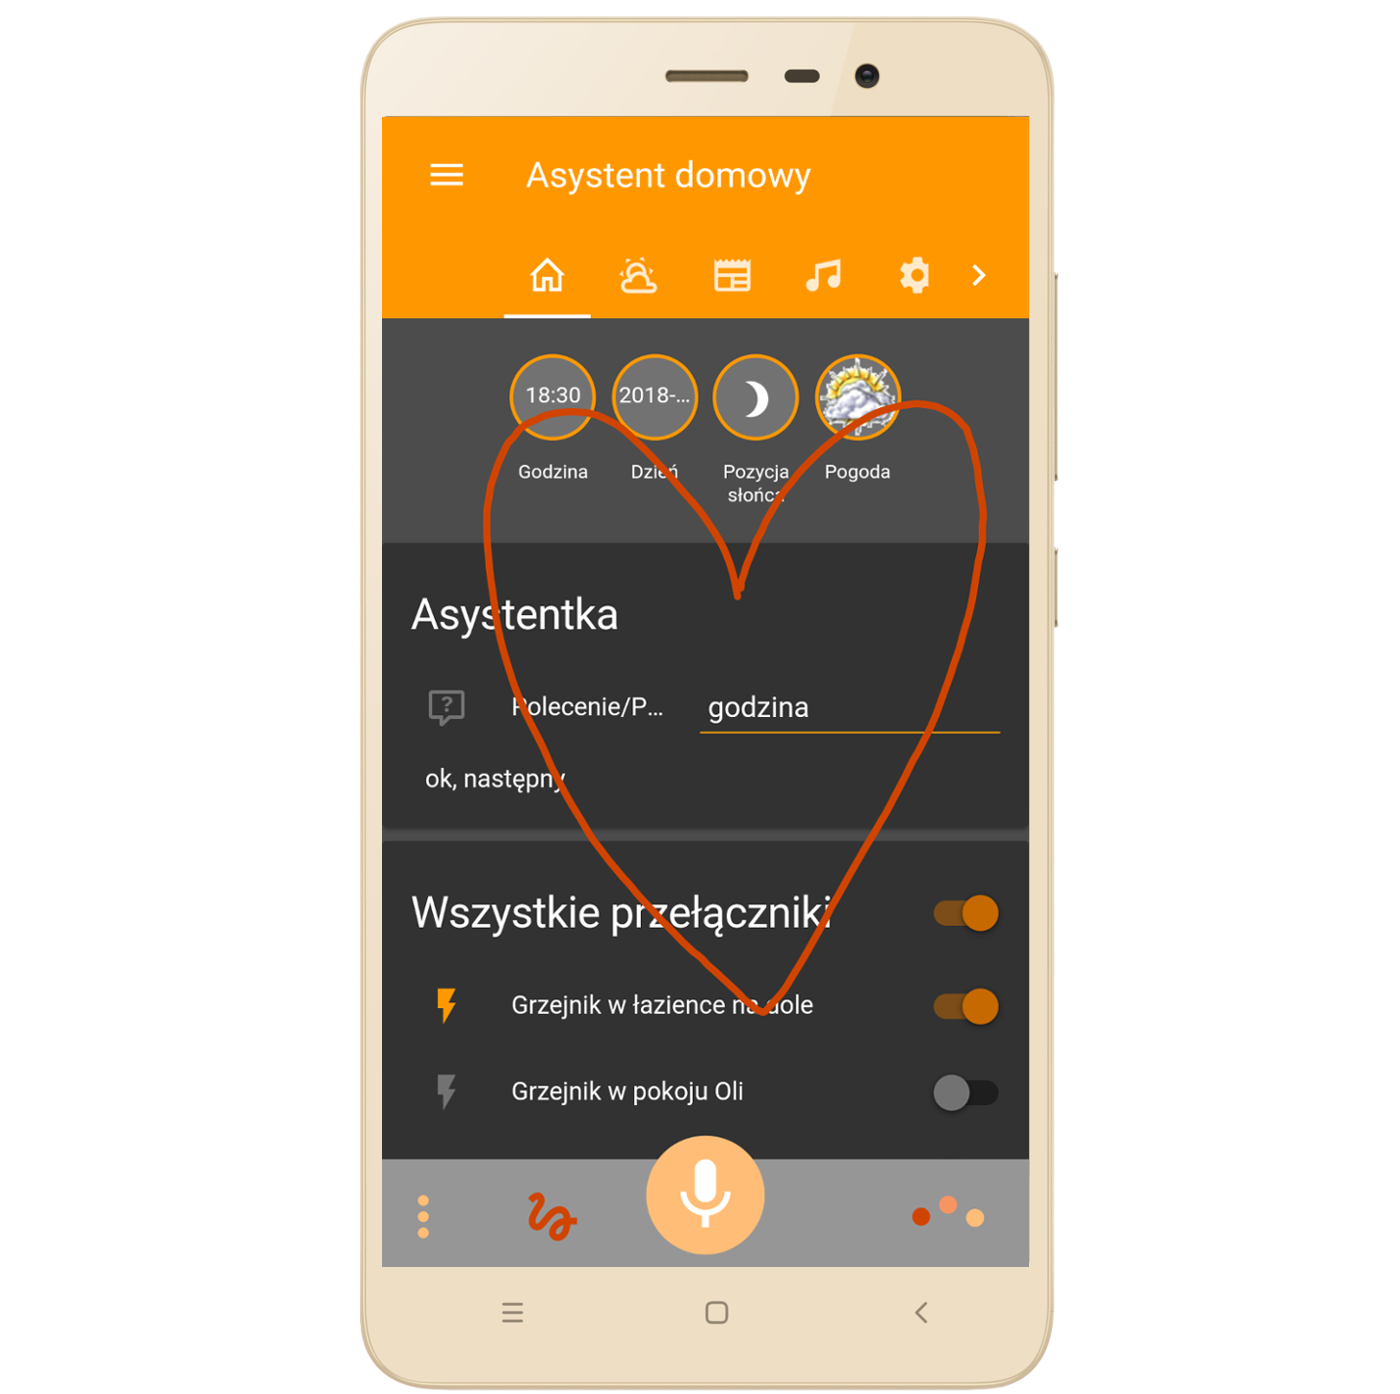 Asystent domowy
18:30
2018-...
Godzina
Dzień
Pozycja
słońca
Pogoda
Asystentka
Polecenie/P...
godzina
ok, następny
Wszystkie przełączniki
Grzejnik w łazience na dole
Grzejnik w pokoju Oli